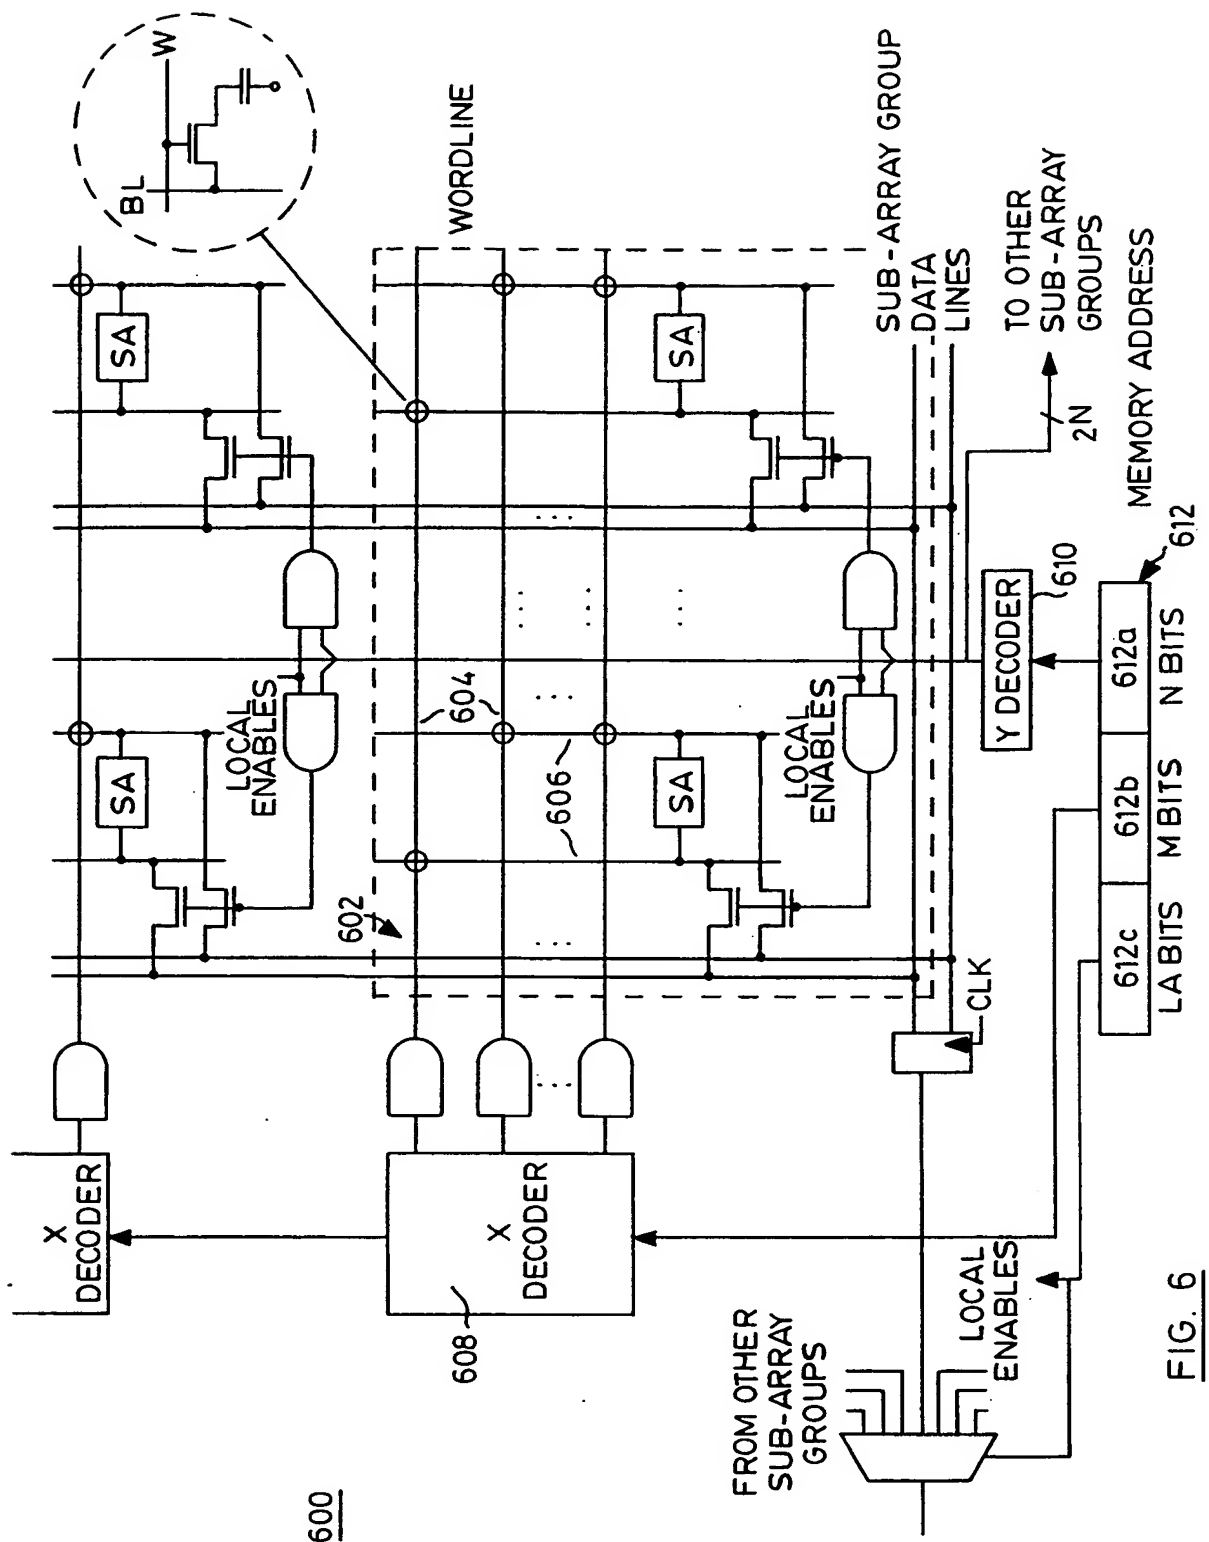 600
X
DECODER
X
DECODER
608
FROM OTHER
SUB-ARRAY
GROUPS
LOCAL
ENABLES
FIG. 6
SA
SA
LOCAL
ENABLES
BL
W
WORDLINE
602
604
606
SA
SA
LOCAL
ENABLES
SUB-ARRAY GROUP
DATA
LINES
CLK
Y DECODER
610
2N
TO OTHER
SUB-ARRAY
GROUPS
MEMORY ADDRESS
612
612c
612b
612a
LA BITS
M BITS
N BITS